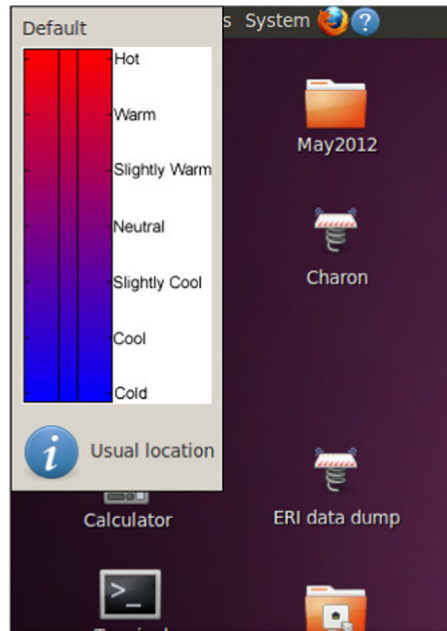 Default
s System
Hot
Warm
Slightly Warm
Neutral
Slightly Cool
Cool
Cold
Usual location
May2012
Charon
Calculator
ERI data dump